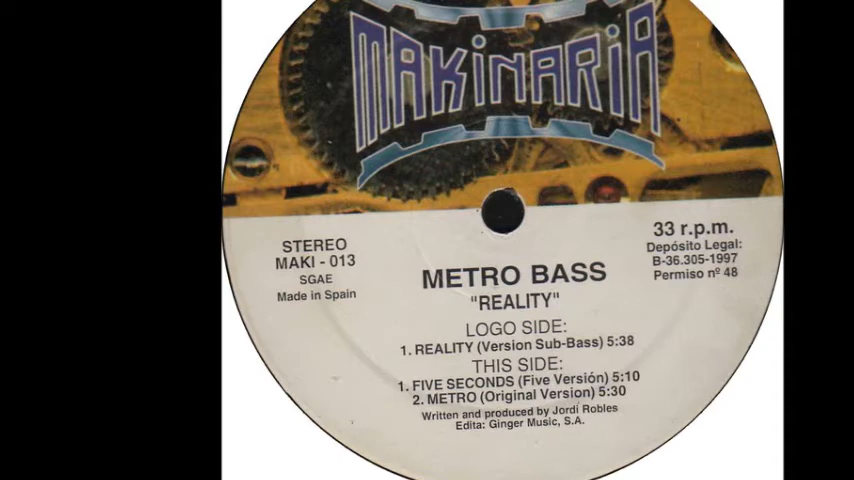 MAKINARIA
STEREO
MAKI - 013
SGAE
Made in Spain
33 r.p.m.
Depósito Legal:
B-36.305-1997
Permiso nº 48
METRO BASS
"REALITY"
LOGO SIDE:
1. REALITY (Version Sub-Bass) 5:38
THIS SIDE:
1. FIVE SECONDS (Five Versión) 5:10
2. METRO (Original Version) 5:30
Written and produced by Jordi Robles
Edita: Ginger Music, S.A.